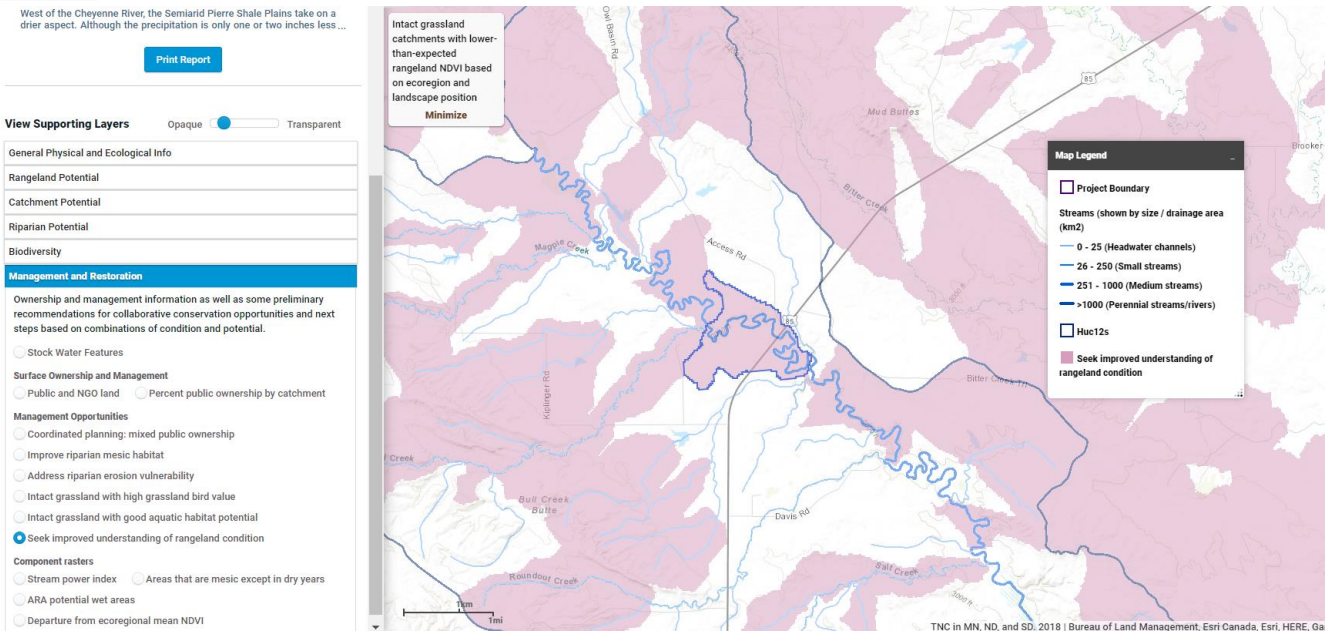 West of the Cheyenne River, the Semiarid Pierre Shale Plains take on a
drier aspect. Although the precipitation is only one or two inches less ...
Print Report
View Supporting Layers
Opaque
Transparent
General Physical and Ecological Info
Rangeland Potential
Catchment Potential
Riparian Potential
Biodiversity
Management and Restoration
Ownership and management information as well as some preliminary
recommendations for collaborative conservation opportunities and next
steps based on combinations of condition and potential.
Stock Water Features
Surface Ownership and Management
Public and NGO land
Percent public ownership by catchment
Management Opportunities
Coordinated planning: mixed public ownership
Improve riparian mesic habitat
Address riparian erosion vulnerability
Intact grassland with high grassland bird value
Intact grassland with good aquatic habitat potential
Seek improved understanding of rangeland condition
Component rasters
Stream power index
Areas that are mesic except in dry years
ARA potential wet areas
Departure from ecoregional mean NDVI
Intact grassland
catchments with lower-
than-expected
rangeland NDVI based
on ecoregion and
landscape position
Minimize
Owl Basin Rd
85
Mud Buttes
Brooker
Bitter Creek
Magpie Creek
Access Rd
85
Kiplinger Rd
Bitter Creek Trl
Creek
Bull Creek
Butte
Davis Rd
Roundout Creek
Salt Creek
3000 ft
1km
1mi
Map Legend
Project Boundary
Streams (shown by size / drainage area
(km2)
0 - 25 (Headwater channels)
26 - 250 (Small streams)
251 - 1000 (Medium streams)
>1000 (Perennial streams/rivers)
Huc12s
Seek improved understanding of
rangeland condition
TNC in MN, ND, and SD. 2018 | Bureau of Land Management, Esri Canada, Esri, HERE, Gar